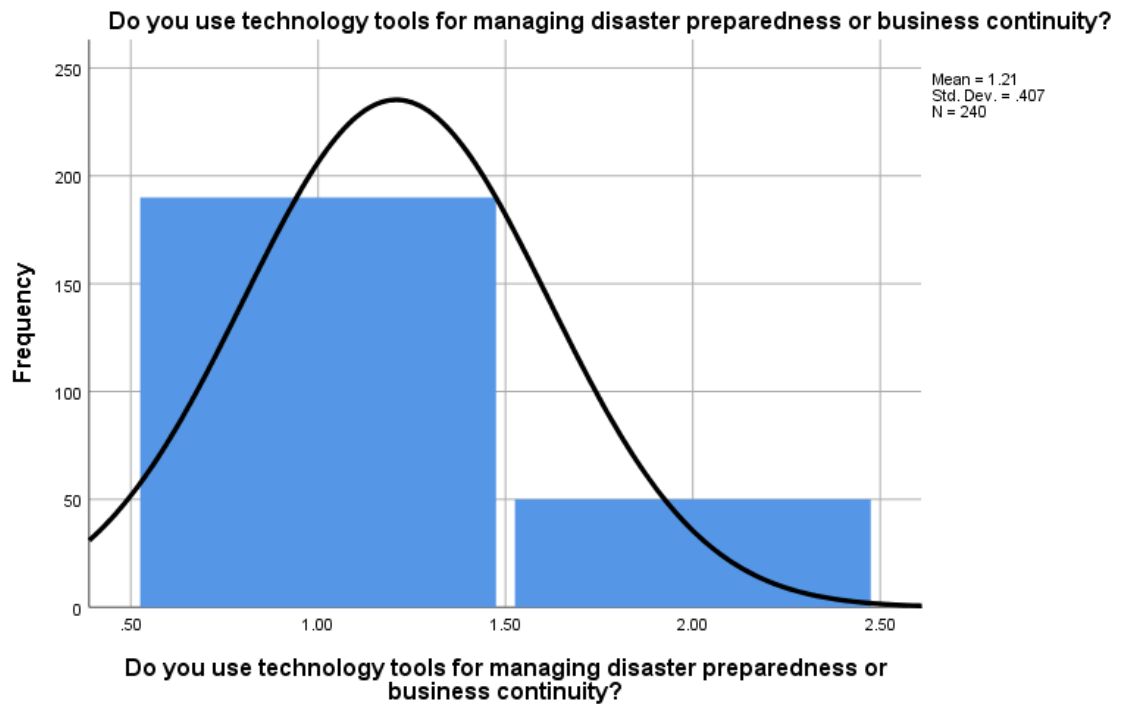 Do you use technology tools for managing disaster preparedness or business continuity?
Mean = 1.21
Std. Dev. = .407
N = 240
Frequency
250
200
150
100
50
0
.50 1.00 1.50 2.00 2.50
Do you use technology tools for managing disaster preparedness or
business continuity?